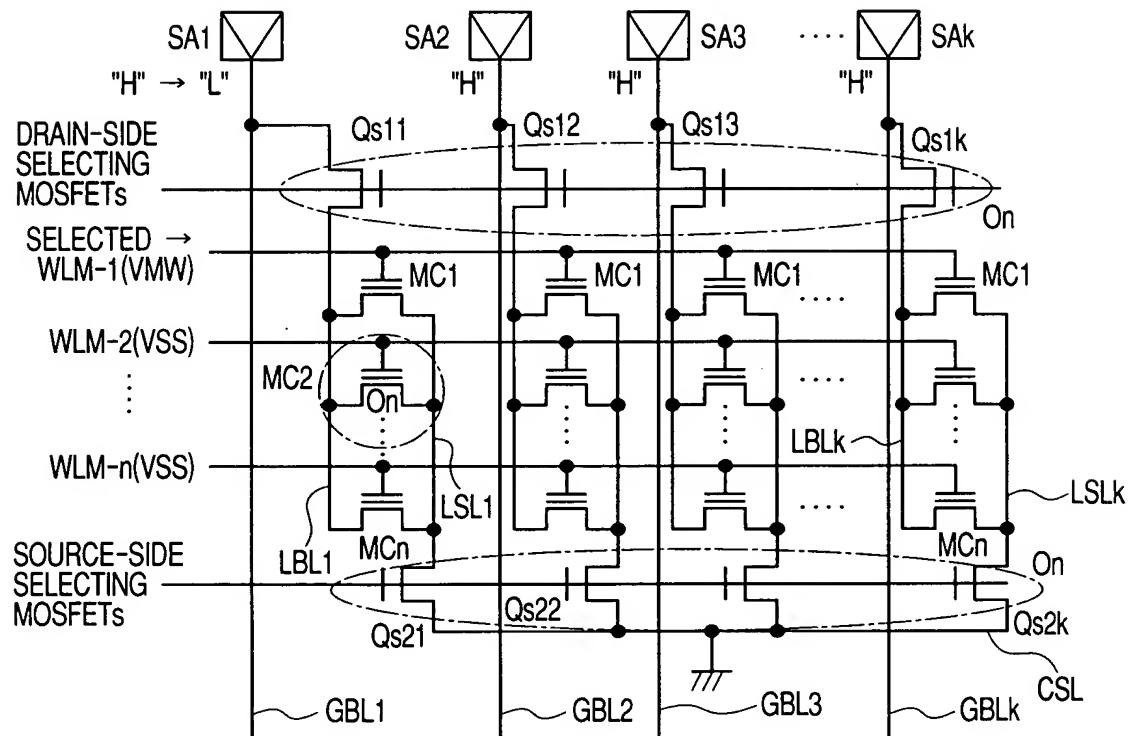 SA1 SA2 SA3 ···· SAk
"H" → "L" "H" "H" "H"
DRAIN-SIDE
SELECTING
MOSFETs
Qs11 Qs12 Qs13 Qs1k
On
SELECTED →
WLM-1(VMW)
MC1 MC1 MC1 ···· MC1
WLM-2(VSS)
MC2
On
····
LBLk
WLM-n(VSS)
LSL1
LSLk
····
LBL1
MCn MCn
SOURCE-SIDE
SELECTING
MOSFETs
On
Qs21 Qs22 Qs2k
CSL
GBL1 GBL2 GBL3 GBLk